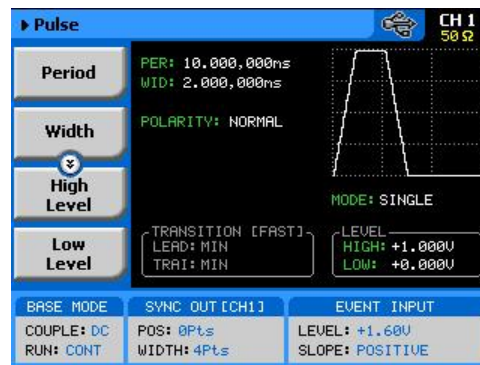 Pulse
CH 1
50 Ω
Period
Width
High
Level
Low
Level
PER: 10.000,000ns
WID: 2.000,000ns
POLARITY: NORMAL
MODE: SINGLE
TRANSITION [FAST]
LEAD: MIN
TRAI: MIN
LEVEL
HIGH: +1.000V
LOW: +0.000V
BASE MODE
COUPLE: DC
RUN: CONT
SYNC OUT [CH1]
POS: 0Pts
WIDTH: 4Pts
EVENT INPUT
LEVEL: +1.60V
SLOPE: POSITIVE